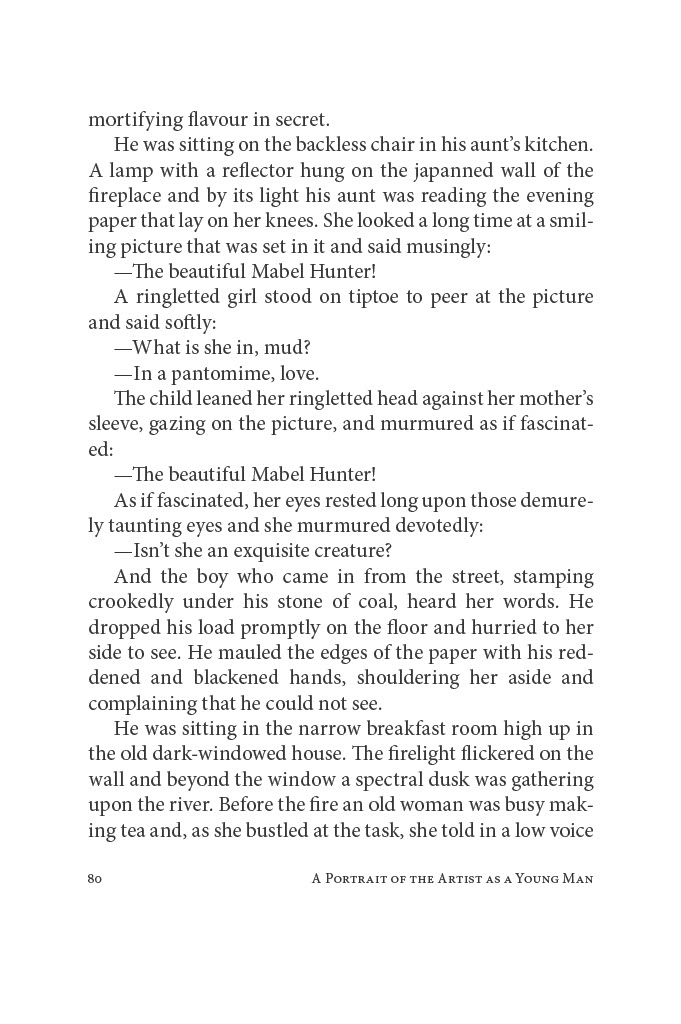 mortifying flavour in secret.
He was sitting on the backless chair in his aunt’s kitchen.
A lamp with a reflector hung on the japanned wall of the
fireplace and by its light his aunt was reading the evening
paper that lay on her knees. She looked a long time at a smil-
ing picture that was set in it and said musingly:
—The beautiful Mabel Hunter!
A ringletted girl stood on tiptoe to peer at the picture
and said softly:
—What is she in, mud?
—In a pantomime, love.
The child leaned her ringletted head against her mother’s
sleeve, gazing on the picture, and murmured as if fascinat-
ed:
—The beautiful Mabel Hunter!
As if fascinated, her eyes rested long upon those demure-
ly taunting eyes and she murmured devotedly:
—Isn’t she an exquisite creature?
And the boy who came in from the street, stamping
crookedly under his stone of coal, heard her words. He
dropped his load promptly on the floor and hurried to her
side to see. He mauled the edges of the paper with his red-
dened and blackened hands, shouldering her aside and
complaining that he could not see.
He was sitting in the narrow breakfast room high up in
the old dark-windowed house. The firelight flickered on the
wall and beyond the window a spectral dusk was gathering
upon the river. Before the fire an old woman was busy mak-
ing tea and, as she bustled at the task, she told in a low voice
80 A Portrait of the Artist as a Young Man